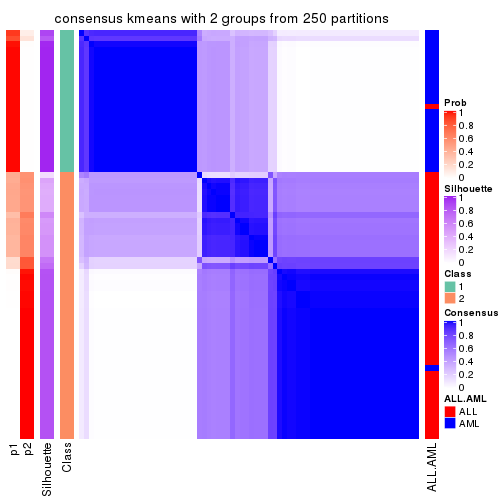 consensus kmeans with 2 groups from 250 partitions
Prob
1
0.8
0.6
0.4
0.2
0
Silhouette
1
0.8
0.6
0.4
0.2
0
Class
1
2
Consensus
1
0.8
0.6
0.4
0.2
0
ALL.AML
ALL
AML
p1
p2
Silhouette
Class
ALL.AML